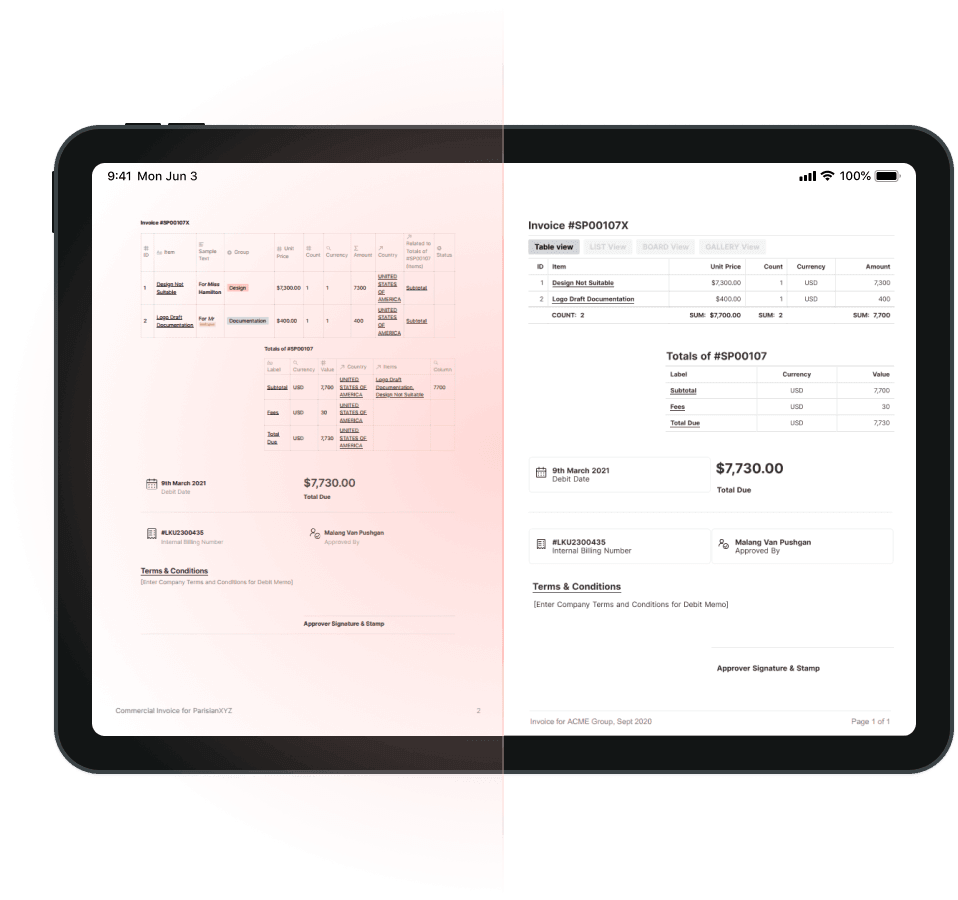 9:41 Mon Jun 3
100%
Invoice #SP00107X
ID Item Sample Text Group Unit Price Count Currency Amount Country Related to Totals of #SP00107 (Items) Status
1 Design Not Suitable For Miss Hamilton Design $7,300.00 1 1 7300 UNITED STATES OF AMERICA Subtotal
2 Logo Draft Documentation For Mr Documentation $400.00 1 1 400 UNITED STATES OF AMERICA Subtotal
Totals of #SP00107
Label Currency Value Country Items Column
Subtotal USD 7,700 UNITED STATES OF AMERICA Logo Draft Documentation, Design Not Suitable 7700
Fees USD 30 UNITED STATES OF AMERICA
Total Due USD 7,730 UNITED STATES OF AMERICA
9th March 2021
Debit Date
$7,730.00
Total Due
#LKU2300435
Internal Billing Number
Malang Van Pushgan
Approved By
Terms & Conditions
[Enter Company Terms and Conditions for Debit Memo]
Approver Signature & Stamp
Commercial Invoice for ParisianXYZ 2
Invoice #SP00107X
Table view LIST View BOARD View GALLERY View
ID Item Unit Price Count Currency Amount
1 Design Not Suitable $7,300.00 1 USD 7,300
2 Logo Draft Documentation $400.00 1 USD 400
COUNT: 2 SUM: $7,700.00 SUM: 2 SUM: 7,700
Totals of #SP00107
Label Currency Value
Subtotal USD 7,700
Fees USD 30
Total Due USD 7,730
9th March 2021
Debit Date
$7,730.00
Total Due
#LKU2300435
Internal Billing Number
Malang Van Pushgan
Approved By
Terms & Conditions
[Enter Company Terms and Conditions for Debit Memo]
Approver Signature & Stamp
Invoice for ACME Group, Sept 2020 Page 1 of 1